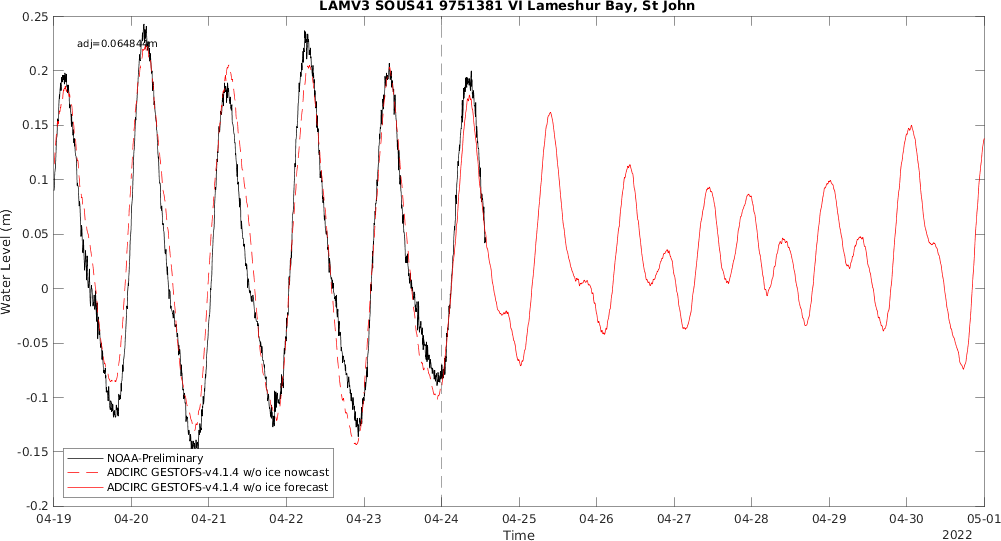 LAMV3 SOUS41 9751381 VI Lameshur Bay, St John
adj=0.064844m
Water Level (m)
0.25
0.2
0.15
0.1
0.05
0
-0.05
-0.1
-0.15
-0.2
NOAA-Preliminary
ADCIRC GESTOFS-v4.1.4 w/o ice nowcast
ADCIRC GESTOFS-v4.1.4 w/o ice forecast
04-19 04-20 04-21 04-22 04-23 04-24 04-25 04-26 04-27 04-28 04-29 04-30 05-01
Time
2022